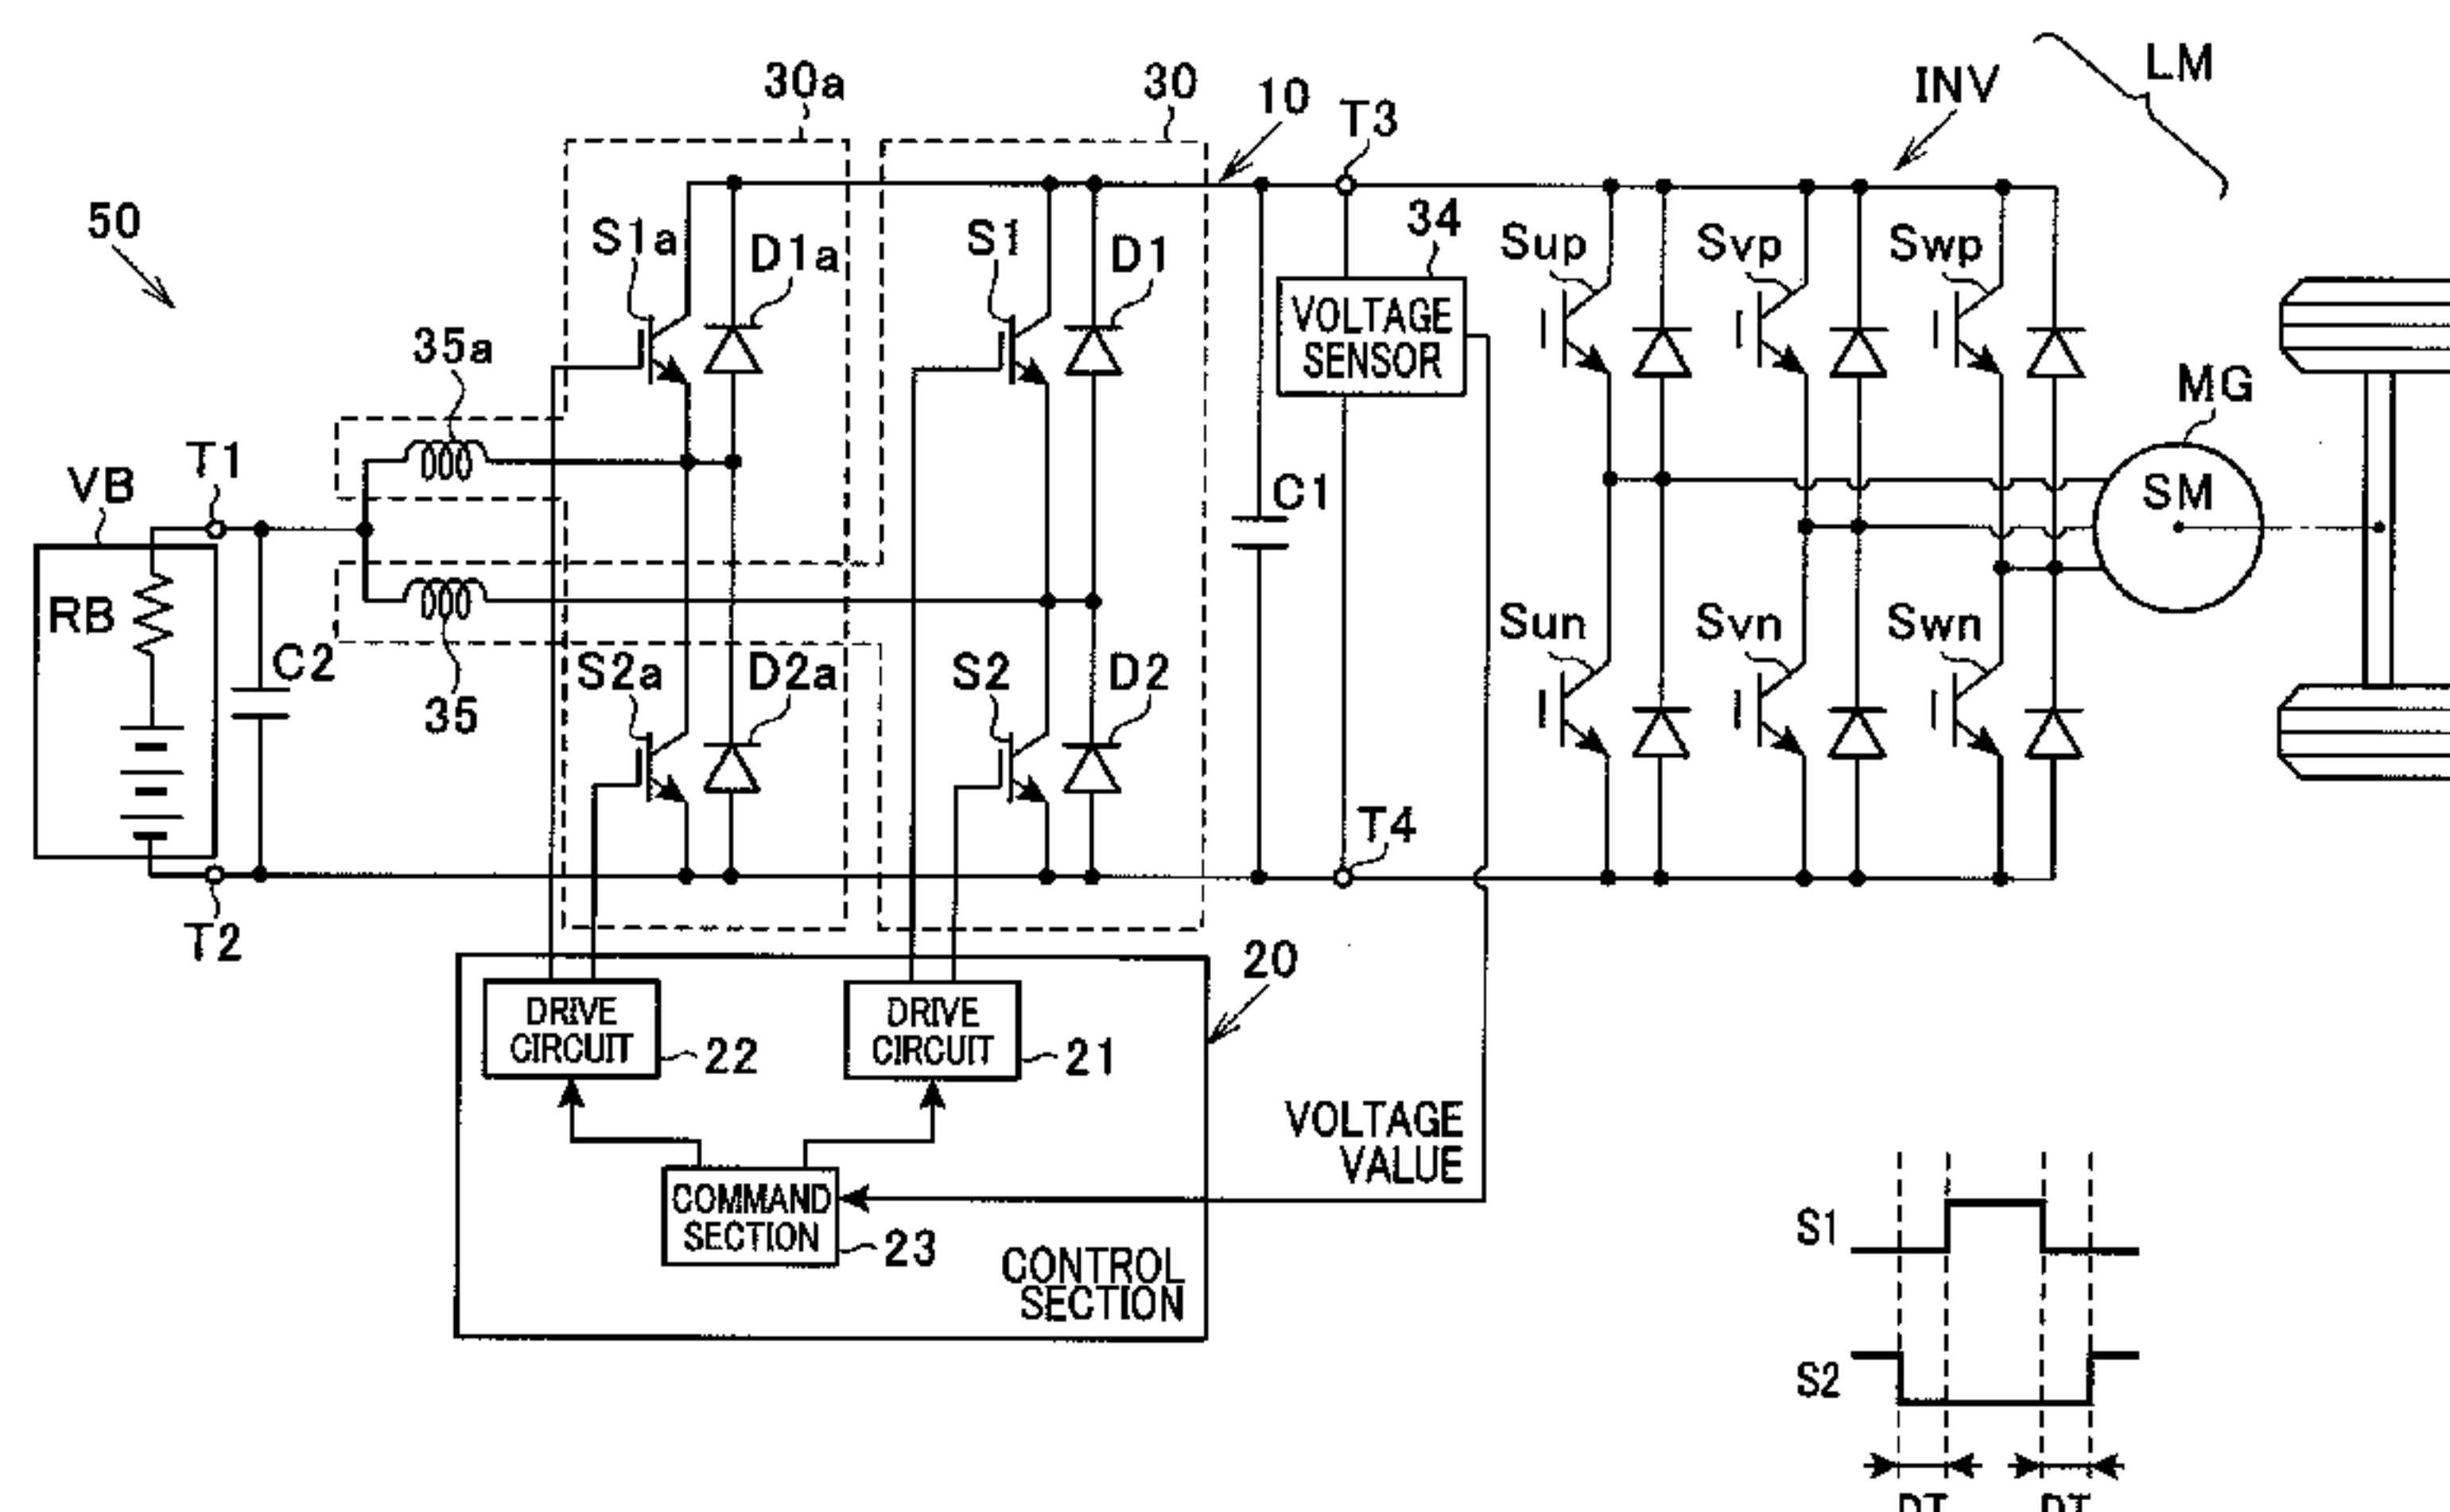 LM
30a
30
10
T3
INV
50
34
S1a
D1a
S1
D1
Sup
Svp
Swp
VOLTAGE
SENSOR
35a
MG
T1
VB
C1
SM
RB
C2
S2a
D2a
S2
D2
Sun
Svn
Swn
35
T4
T2
20
DRIVE
CIRCUIT
22
DRIVE
CIRCUIT
21
VOLTAGE
VALUE
COMMAND
SECTION
23
CONTROL
SECTION
S1
S2